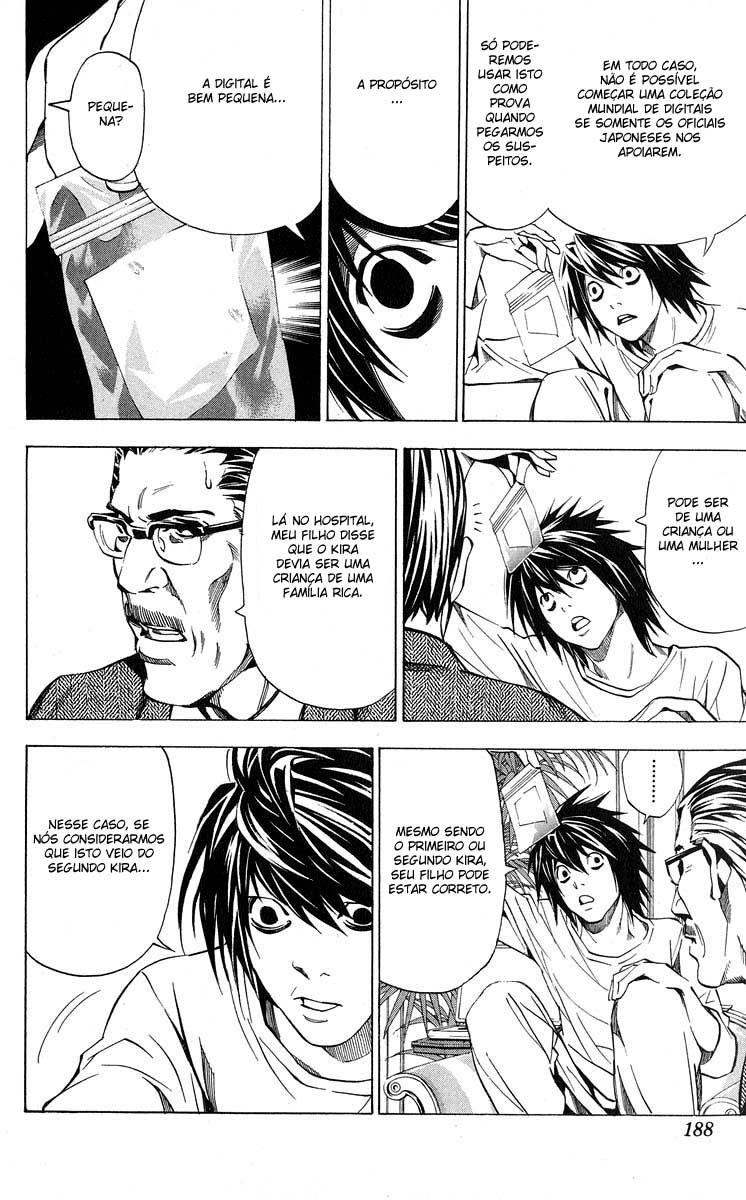 EM TODO CASO,
NÃO É POSSÍVEL
COMEÇAR UMA COLEÇÃO
MUNDIAL DE DIGITAIS
SE SOMENTE OS OFICIAIS
JAPONESES NOS
APOIAREM.
SÓ PODE-
REMOS
USAR ISTO
COMO
PROVA
QUANDO
PEGARMOS
OS SUS-
PEITOS.
A PROPÓSITO
...
A DIGITAL É
BEM PEQUENA...
PEQUE-
NA?
PODE SER
DE UMA
CRIANÇA OU
UMA MULHER
...
LÁ NO HOSPITAL,
MEU FILHO DISSE
QUE O KIRA
DEVIA SER UMA
CRIANÇA DE UMA
FAMÍLIA RICA.
........
MESMO SENDO
O PRIMEIRO OU
SEGUNDO KIRA,
SEU FILHO PODE
ESTAR CORRETO.
NESSE CASO, SE
NÓS CONSIDERARMOS
QUE ISTO VEIO DO
SEGUNDO KIRA...
188